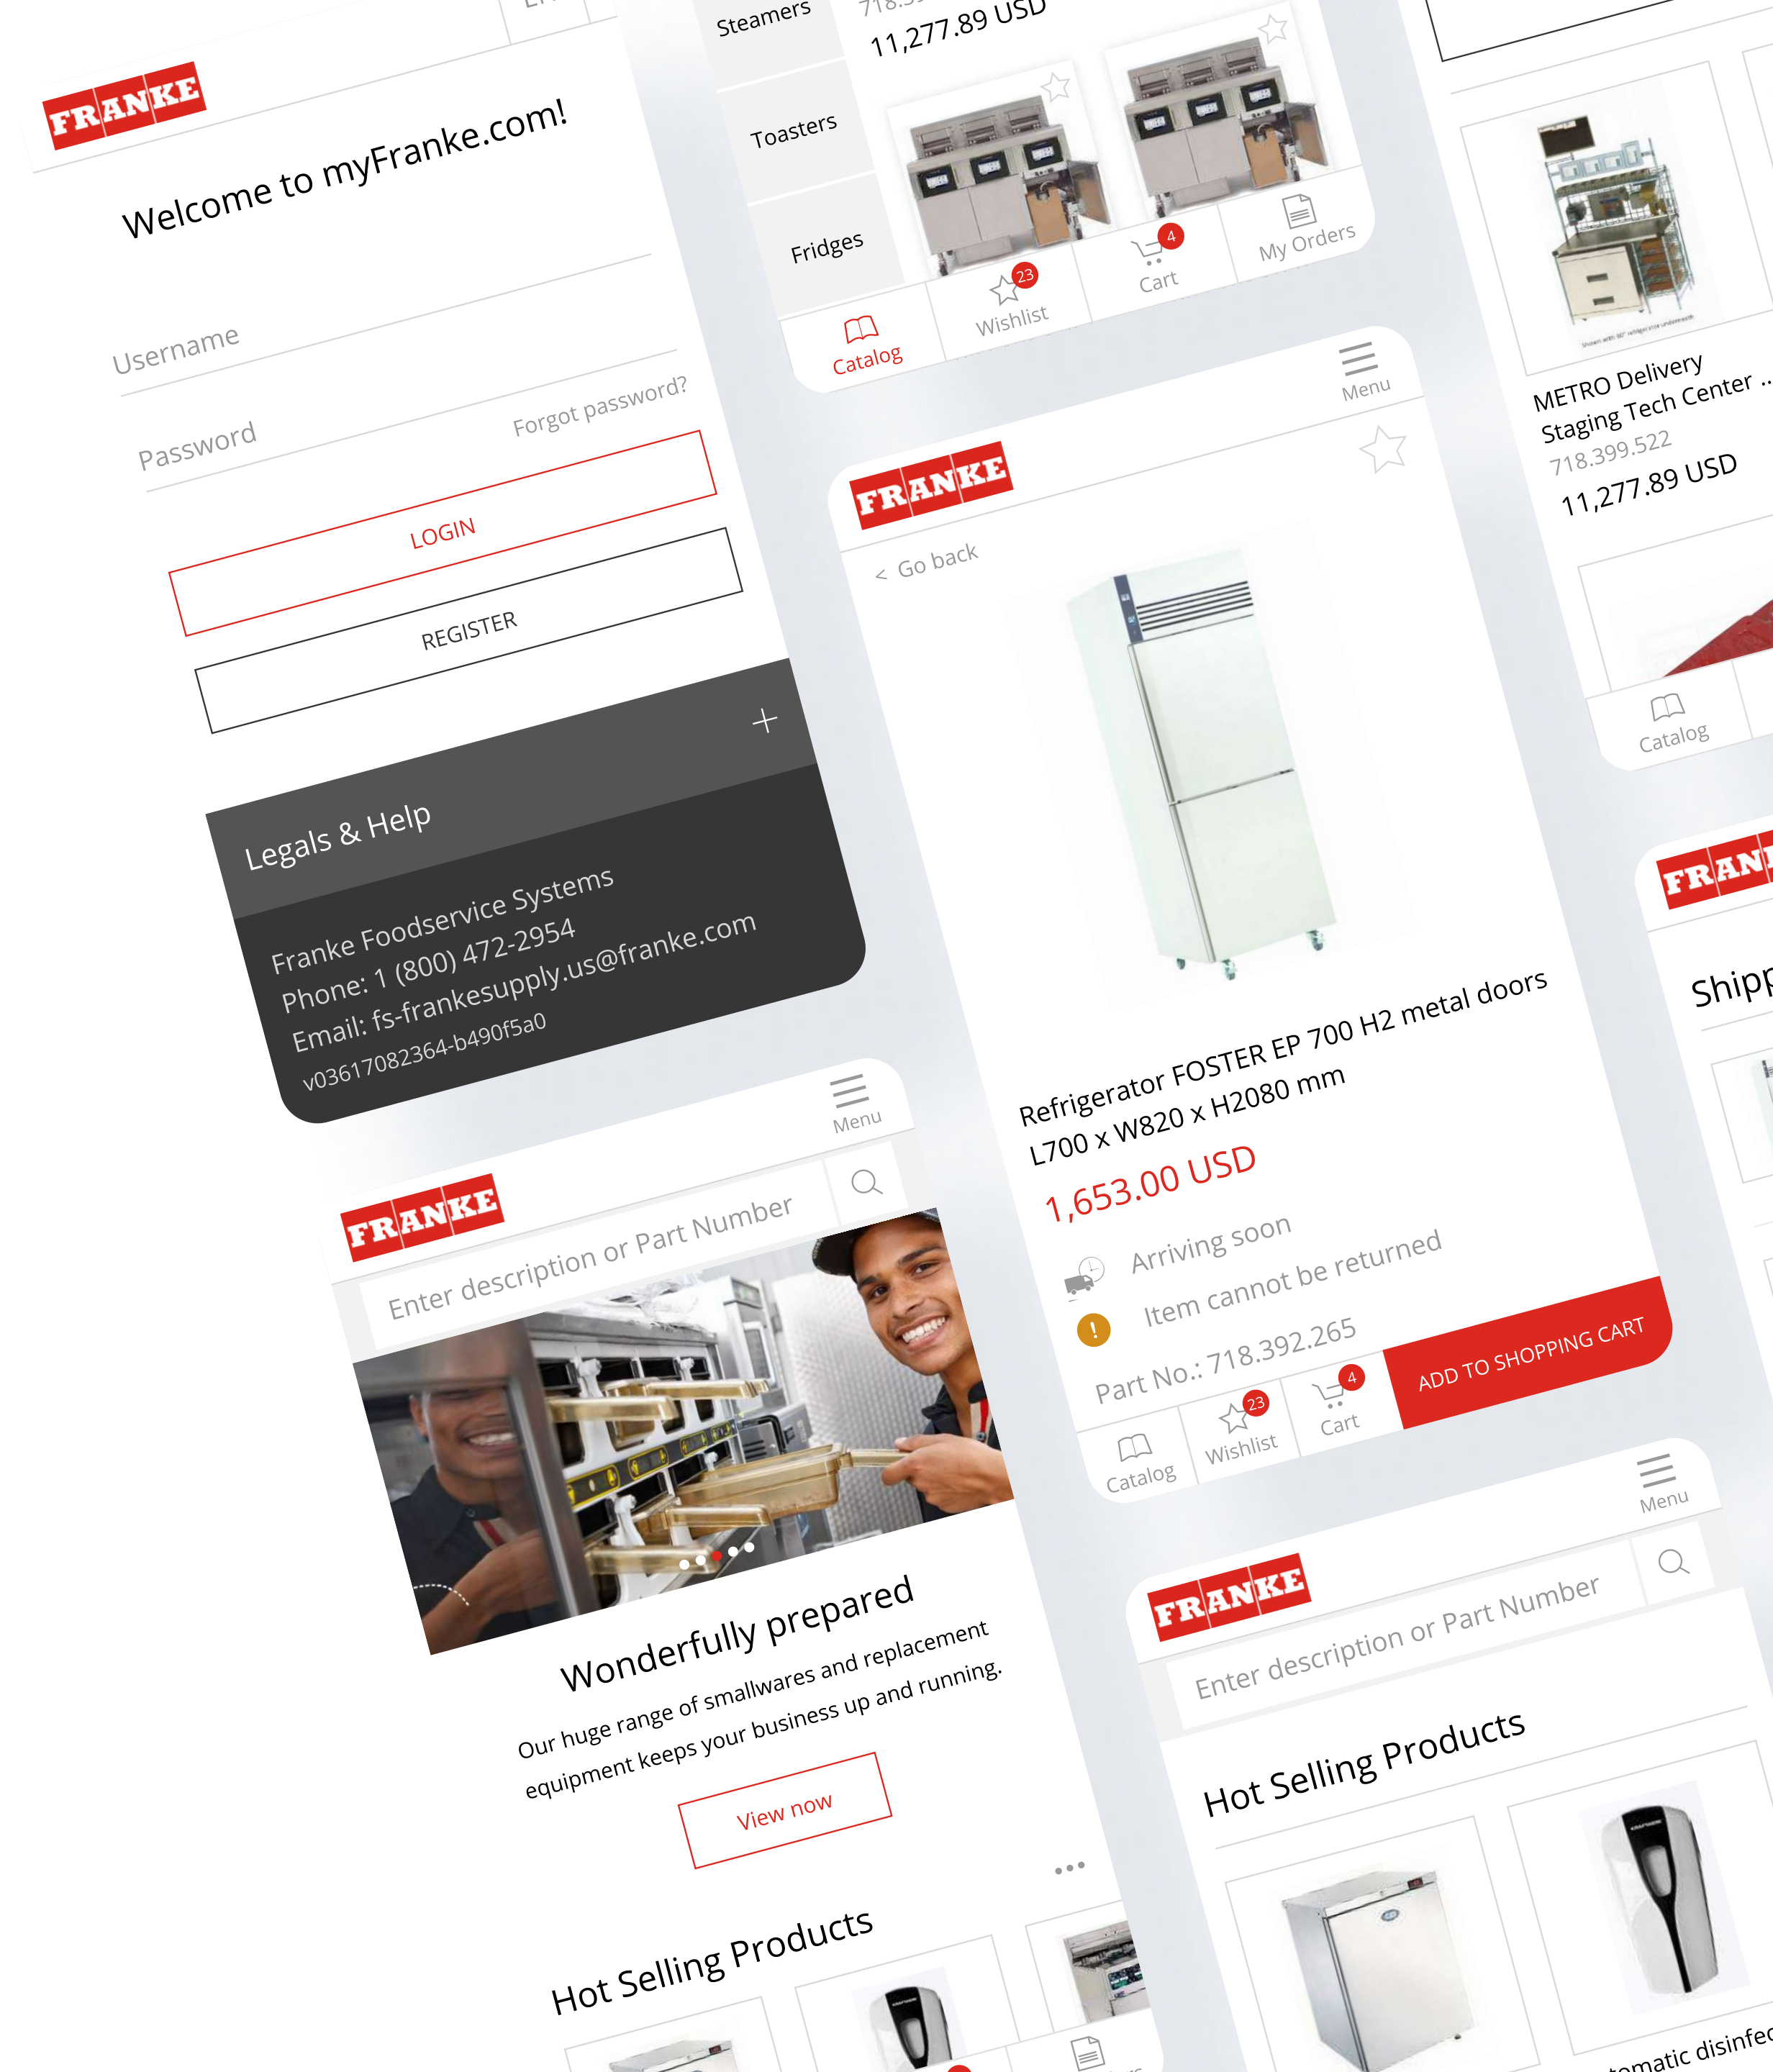 FRANKE
Welcome to myFranke.com!
Username
Password
Forgot password?
LOGIN
REGISTER
Legals & Help
Franke Foodservice Systems
Phone: 1 (800) 472-2954
Email: fs-frankesupply.us@franke.com
v03617082364-b490f5a0
Steamers
Toasters
Fridges
11,277.89 USD
Catalog
23
Wishlist
4
Cart
My Orders
Menu
FRANKE
< Go back
Refrigerator FOSTER EP 700 H2 metal doors
L700 x W820 x H2080 mm
1,653.00 USD
Arriving soon
Item cannot be returned
Part No.: 718.392.265
Catalog
23
Wishlist
4
Cart
ADD TO SHOPPING CART
Shown with 60" refrigerator underneath
METRO Delivery
Staging Tech Center ..
718.399.522
11,277.89 USD
Catalog
Menu
FRANKE
Enter description or Part Number
Wonderfully prepared
Our huge range of smallwares and replacement
equipment keeps your business up and running.
View now
Hot Selling Products
Menu
FRANKE
Enter description or Part Number
Hot Selling Products